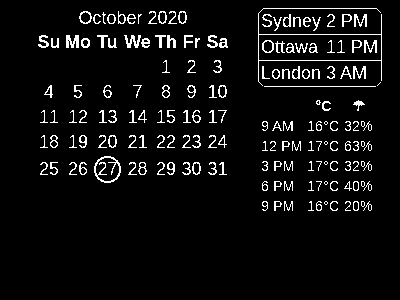 October 2020
Su Mo Tu We Th Fr Sa
1 2 3
4 5 6 7 8 9 10
11 12 13 14 15 16 17
18 19 20 21 22 23 24
25 26 27 28 29 30 31
Sydney 2 PM
Ottawa 11 PM
London 3 AM
°C ☂
9 AM 16°C 32%
12 PM 17°C 63%
3 PM 17°C 32%
6 PM 17°C 40%
9 PM 16°C 20%